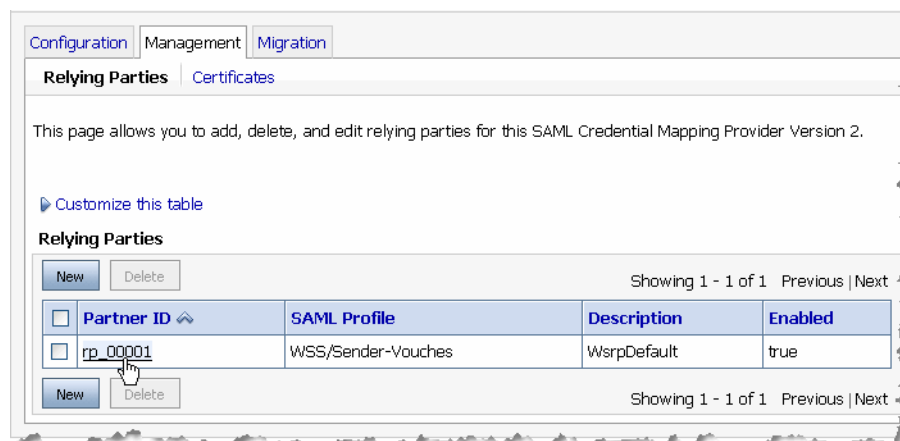 Configuration Management Migration
Relying Parties Certificates
This page allows you to add, delete, and edit relying parties for this SAML Credential Mapping Provider Version 2.
Customize this table
Relying Parties
New Delete Showing 1 - 1 of 1 Previous | Next
Partner ID SAML Profile Description Enabled
rp_00001 WSS/Sender-Vouches WsrpDefault true
New Delete Showing 1 - 1 of 1 Previous | Next